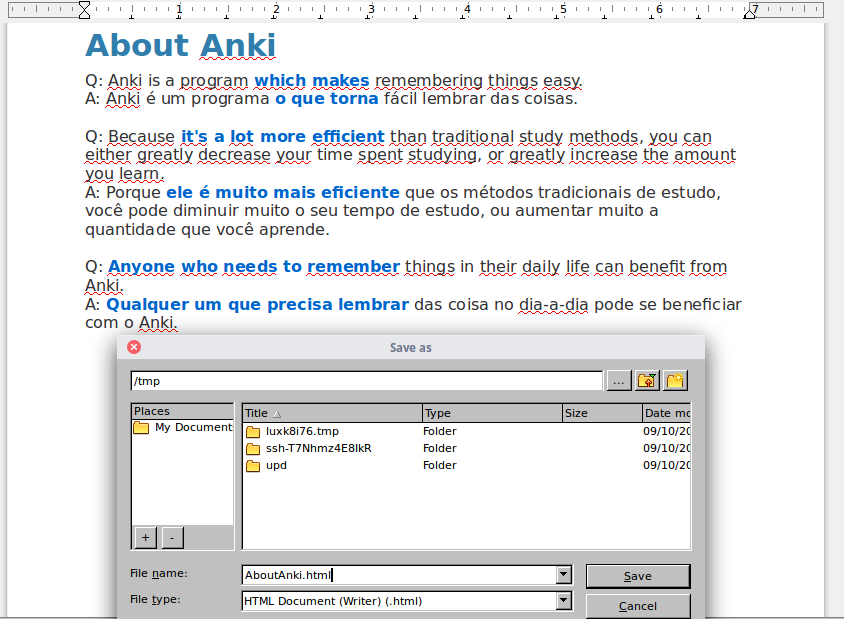 1 2 3 4 5 6 7
About Anki
Q: Anki is a program which makes remembering things easy.
A: Anki é um programa o que torna fácil lembrar das coisas.
Q: Because it's a lot more efficient than traditional study methods, you can
either greatly decrease your time spent studying, or greatly increase the amount
you learn.
A: Porque ele é muito mais eficiente que os métodos tradicionais de estudo,
você pode diminuir muito o seu tempo de estudo, ou aumentar muito a
quantidade que você aprende.
Q: Anyone who needs to remember things in their daily life can benefit from
Anki.
A: Qualquer um que precisa lembrar das coisa no dia-a-dia pode se beneficiar
com o Anki.
Save as
/tmp ...
Places Title Type Size Date mo
My Document
luxk8i76.tmp Folder 09/10/20
ssh-T7Nhmz4E8lkR Folder 09/10/20
upd Folder 09/10/20
+ -
File name: AboutAnki.html Save
File type: HTML Document (Writer) (.html) Cancel